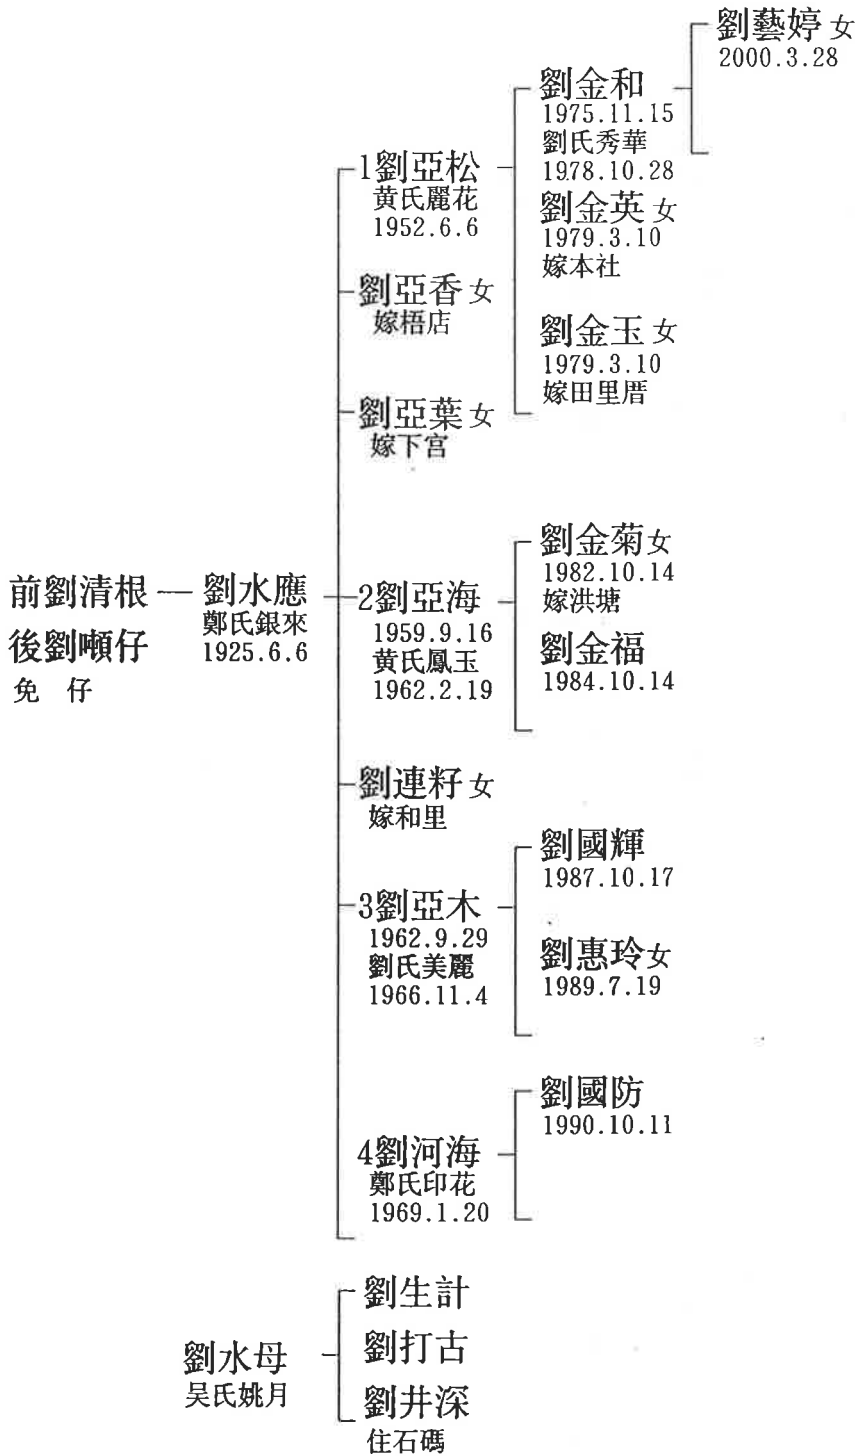 前劉清根
後劉㖔仔
免 仔
劉水應
鄭氏銀來
1925.6.6
1劉亞松
黄氏麗花
1952.6.6
劉金和
1975.11.15
劉氏秀華
1978.10.28
劉藝婷 女
2000.3.28
劉金英 女
1979.3.10
嫁本社
劉金玉 女
1979.3.10
嫁田里厝
劉亞香 女
嫁梧店
劉亞葉 女
嫁下宫
2劉亞海
1959.9.16
黄氏鳳玉
1962.2.19
劉金菊 女
1982.10.14
嫁洪塘
劉金福
1984.10.14
劉連籽 女
嫁和里
3劉亞木
1962.9.29
劉氏美麗
1966.11.4
劉國輝
1987.10.17
劉惠玲 女
1989.7.19
4劉河海
鄭氏印花
1969.1.20
劉國防
1990.10.11
劉水母
吴氏姚月
劉生計
劉打古
劉井深
住石碼